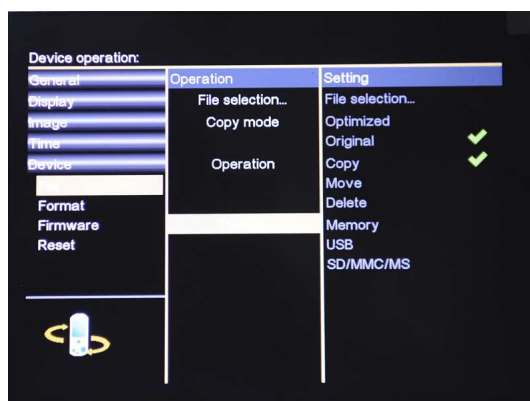 Device operation:
General
Display
Image
Time
Device
File
Format
Firmware
Reset
Operation
File selection...
Copy mode
Operation
Setting
File selection...
Optimized
Original
Copy
Move
Delete
Memory
USB
SD/MMC/MS